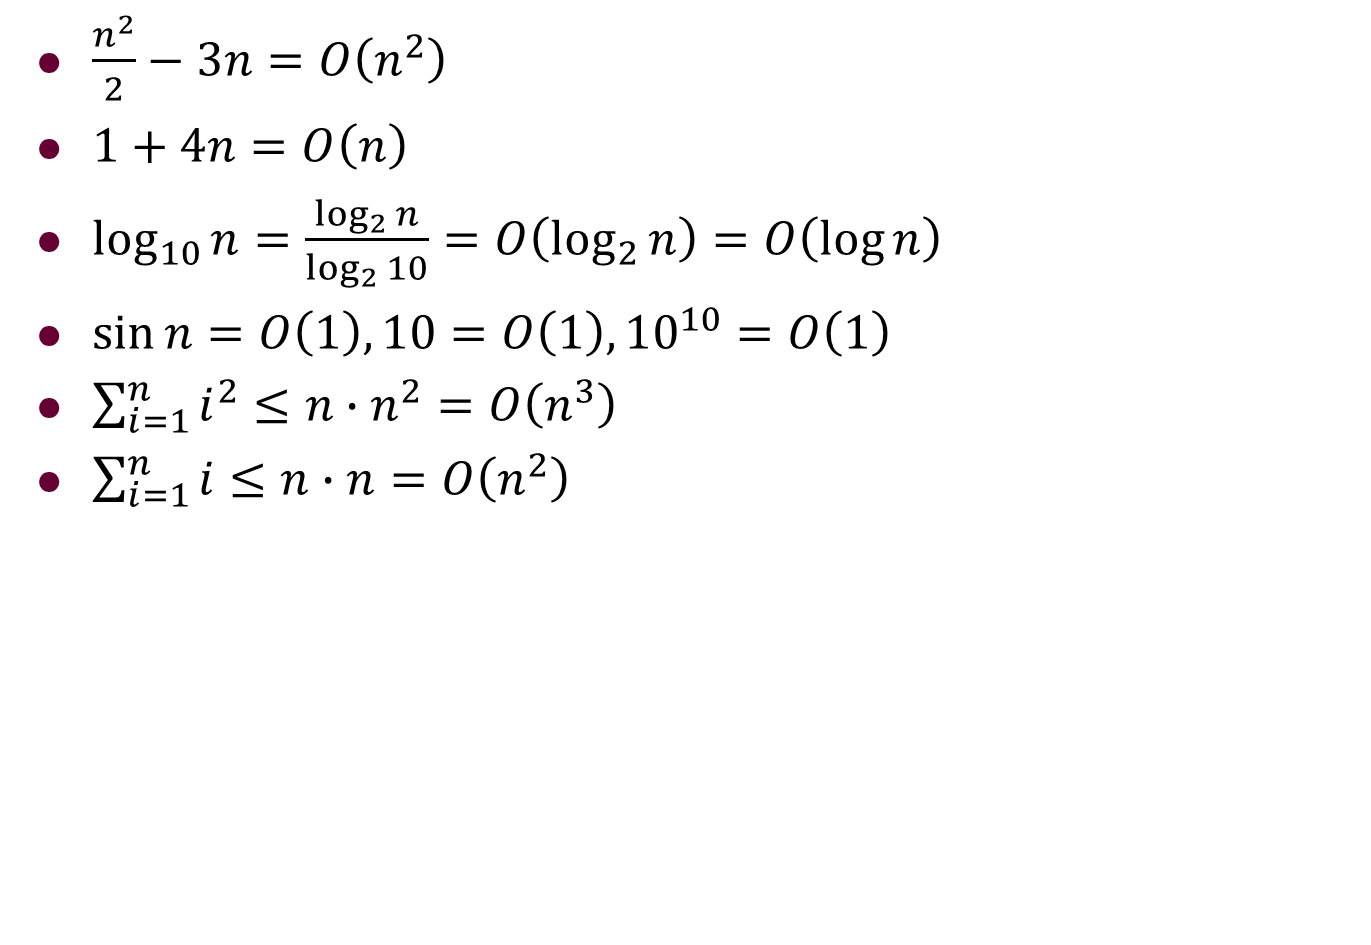 • n²/2 − 3n = O(n²)
• 1 + 4n = O(n)
• log₁₀ n = log₂ n / log₂ 10 = O(log₂ n) = O(log n)
• sin n = O(1), 10 = O(1), 10¹⁰ = O(1)
• ∑ᵢ₌₁ⁿ i² ≤ n · n² = O(n³)
• ∑ᵢ₌₁ⁿ i ≤ n · n = O(n²)